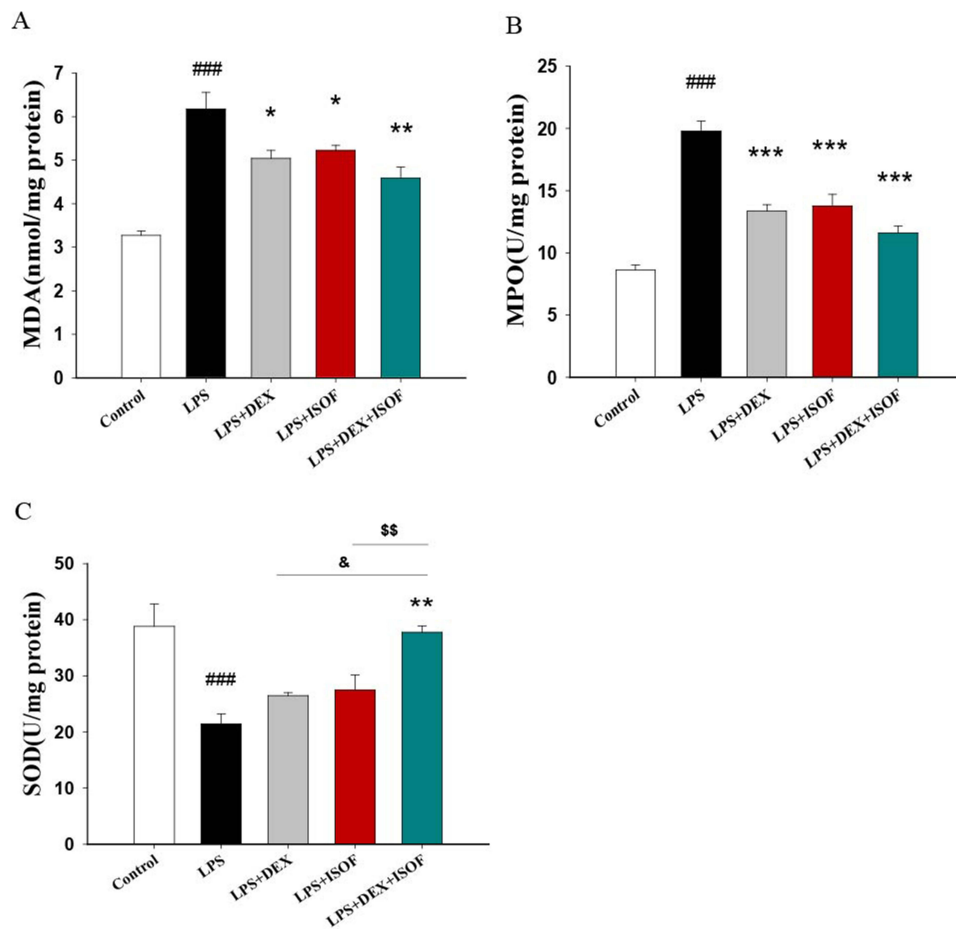 A
MDA(nmol/mg protein)
7
6
5
4
3
2
1
0
###
*
*
**
Control
LPS
LPS+DEX
LPS+ISOF
LPS+DEX+ISOF
B
MPO(U/mg protein)
25
20
15
10
5
0
###
***
***
***
Control
LPS
LPS+DEX
LPS+ISOF
LPS+DEX+ISOF
C
SOD(U/mg protein)
50
40
30
20
10
0
$$
&
**
###
Control
LPS
LPS+DEX
LPS+ISOF
LPS+DEX+ISOF